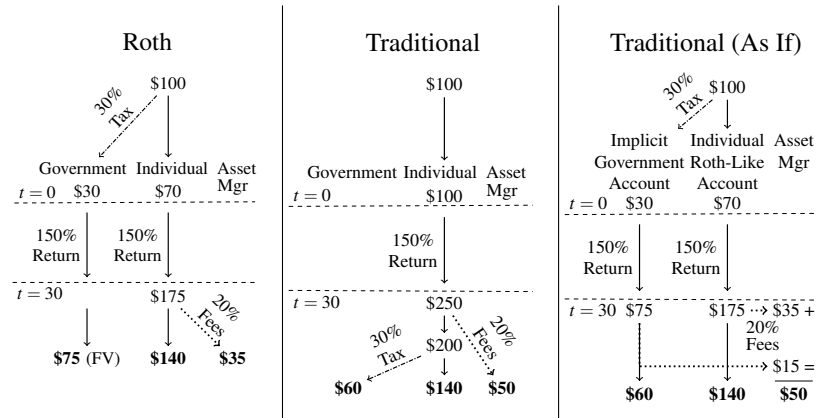 Roth
$100
30%
Tax
Government Individual Asset
Mgr
t = 0 $30 $70
150%
Return
150%
Return
t = 30 $175
20%
Fees
$75 (FV) $140 $35
Traditional
$100
Government Individual Asset
Mgr
t = 0 $100
150%
Return
t = 30 $250
20%
Fees
$200
30%
Tax
$60 $140 $50
Traditional (As If)
$100
30%
Tax
Implicit Individual Asset
Government Roth-Like Mgr
Account Account
t = 0 $30 $70
150%
Return
150%
Return
t = 30 $75 $175 $35 +
20%
Fees
$15 =
$60 $140 $50